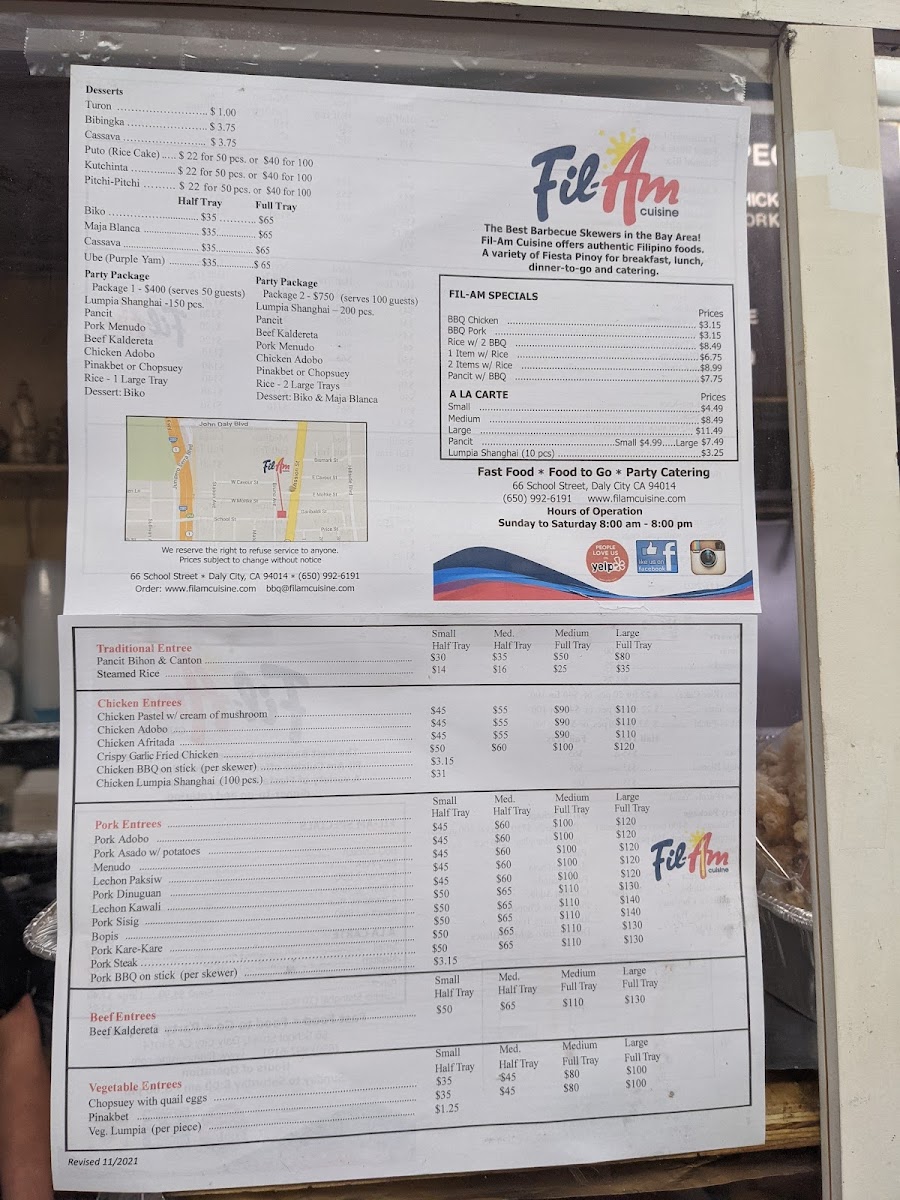 Desserts
Turon ........................... $ 1.00
Bibingka ........................ $ 3.75
Cassava ......................... $ 3.75
Puto (Rice Cake) ..... $ 22 for 50 pcs. or $40 for 100
Kutchinta ............... $ 22 for 50 pcs. or $40 for 100
Pitchi-Pitchi ......... $ 22 for 50 pcs. or $40 for 100
Half Tray Full Tray
Biko .............................. $35 ........... $65
Maja Blanca ................... $35 ........... $65
Cassava ......................... $35 ........... $65
Ube (Purple Yam) .......... $35 ........... $ 65
Party Package
Package 1 - $400 (serves 50 guests)
Lumpia Shanghai -150 pcs.
Pancit
Pork Menudo
Beef Kaldereta
Chicken Adobo
Pinakbet or Chopsuey
Rice - 1 Large Tray
Dessert: Biko
Party Package
Package 2 - $750 (serves 100 guests)
Lumpia Shanghai – 200 pcs.
Pancit
Beef Kaldereta
Pork Menudo
Chicken Adobo
Pinakbet or Chopsuey
Rice - 2 Large Trays
Dessert: Biko & Maja Blanca
John Daly Blvd
Fil-Am
School St
We reserve the right to refuse service to anyone.
Prices subject to change without notice
66 School Street * Daly City, CA 94014 * (650) 992-6191
Order: www.filamcuisine.com bbq@filamcuisine.com
Fil-Am
cuisine
The Best Barbecue Skewers in the Bay Area!
Fil-Am Cuisine offers authentic Filipino foods.
A variety of Fiesta Pinoy for breakfast, lunch,
dinner-to-go and catering.
FIL-AM SPECIALS
Prices
BBQ Chicken ........................ $3.15
BBQ Pork ........................ $3.15
Rice w/ 2 BBQ ........................ $8.49
1 Item w/ Rice ........................ $6.75
2 Items w/ Rice ........................ $8.99
Pancit w/ BBQ ........................ $7.75
A LA CARTE Prices
Small ........................ $4.49
Medium ........................ $8.49
Large ........................ $11.49
Pancit ........................ Small $4.99.....Large $7.49
Lumpia Shanghai (10 pcs) ........................ $3.25
Fast Food * Food to Go * Party Catering
66 School Street, Daly City CA 94014
(650) 992-6191 www.filamcuisine.com
Hours of Operation
Sunday to Saturday 8:00 am - 8:00 pm
PEOPLE LOVE US ON yelp
like us on facebook
Small Half Tray Med. Half Tray Medium Full Tray Large Full Tray
Traditional Entree
Pancit Bihon & Canton ........................ $30 $35 $50 $80
Steamed Rice ........................ $14 $16 $25 $35
Chicken Entrees
Chicken Pastel w/ cream of mushroom ........................ $45 $55 $90 $110
Chicken Adobo ........................ $45 $55 $90 $110
Chicken Afritada ........................ $45 $55 $90 $110
Crispy Garlic Fried Chicken ........................ $50 $60 $100 $120
Chicken BBQ on stick (per skewer) ........................ $3.15
Chicken Lumpia Shanghai (100 pcs.) ........................ $31
Small Half Tray Med. Half Tray Medium Full Tray Large Full Tray
Pork Entrees
Pork Adobo ........................ $45 $60 $100 $120
Pork Asado w/ potatoes ........................ $45 $60 $100 $120
Menudo ........................ $45 $60 $100 $120
Lechon Paksiw ........................ $45 $60 $100 $120
Pork Dinuguan ........................ $45 $60 $100 $120
Lechon Kawali ........................ $50 $65 $110 $130
Pork Sisig ........................ $50 $65 $110 $140
Bopis ........................ $50 $65 $110 $140
Pork Kare-Kare ........................ $50 $65 $110 $130
Pork Steak ........................ $50 $65 $110 $130
Pork BBQ on stick (per skewer) ........................ $3.15
Fil-Am
cuisine
Small Half Tray Med. Half Tray Medium Full Tray Large Full Tray
Beef Entrees
Beef Kaldereta ........................ $50 $65 $110 $130
Small Half Tray Med. Half Tray Medium Full Tray Large Full Tray
Vegetable Entrees
Chopsuey with quail eggs ........................ $35 $45 $80 $100
Pinakbet ........................ $35 $45 $80 $100
Veg. Lumpia (per piece) ........................ $1.25
Revised 11/2021